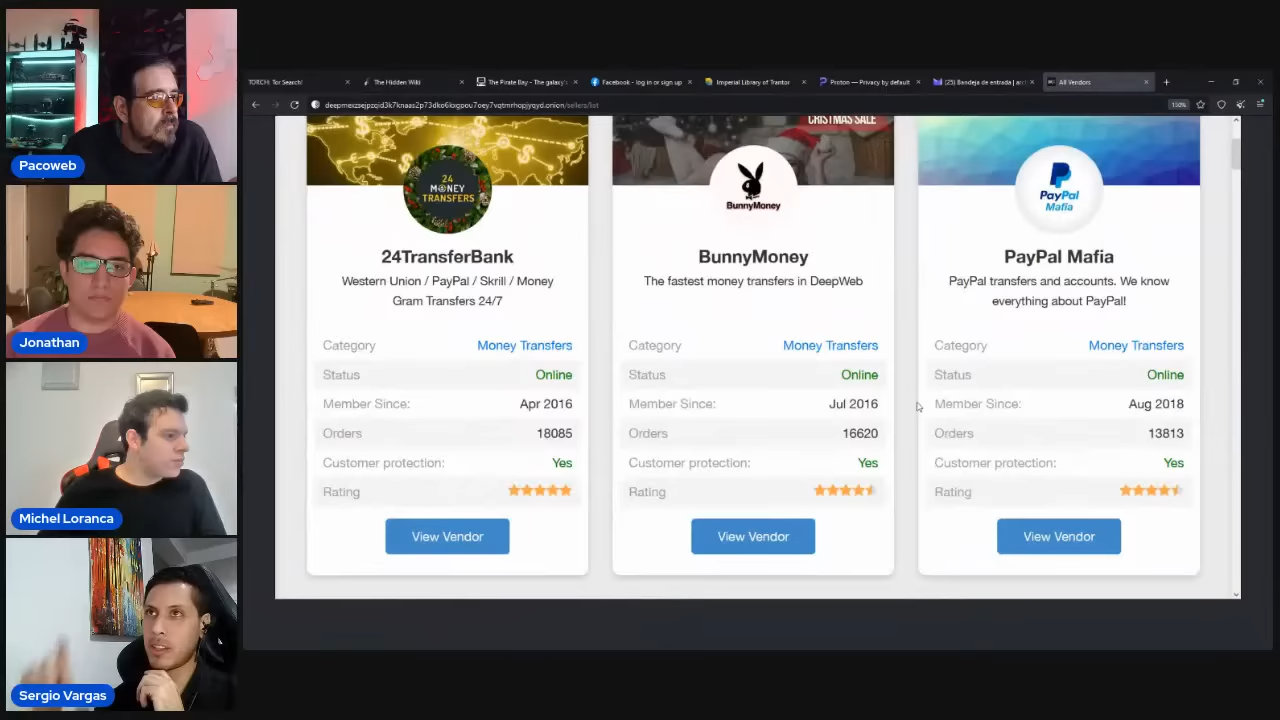 Pacoweb
Jonathan
Michel Loranca
Sergio Vargas
TORCH: Tor Search!
The Hidden Wiki
The Pirate Bay - The galaxy's
Facebook - log in or sign up
Imperial Library of Trantor
Proton — Privacy by default
(25) Bandeja de entrada |
All Vendors
150%
CRISTMAS SALE
24
MONEY
TRANSFERS
BunnyMoney
PayPal
Mafia
24TransferBank
Western Union / PayPal / Skrill / Money
Gram Transfers 24/7
Category Money Transfers
Status Online
Member Since: Apr 2016
Orders 18085
Customer protection: Yes
Rating
View Vendor
BunnyMoney
The fastest money transfers in DeepWeb
Category Money Transfers
Status Online
Member Since: Jul 2016
Orders 16620
Customer protection: Yes
Rating
View Vendor
PayPal Mafia
PayPal transfers and accounts. We know
everything about PayPal!
Category Money Transfers
Status Online
Member Since: Aug 2018
Orders 13813
Customer protection: Yes
Rating
View Vendor